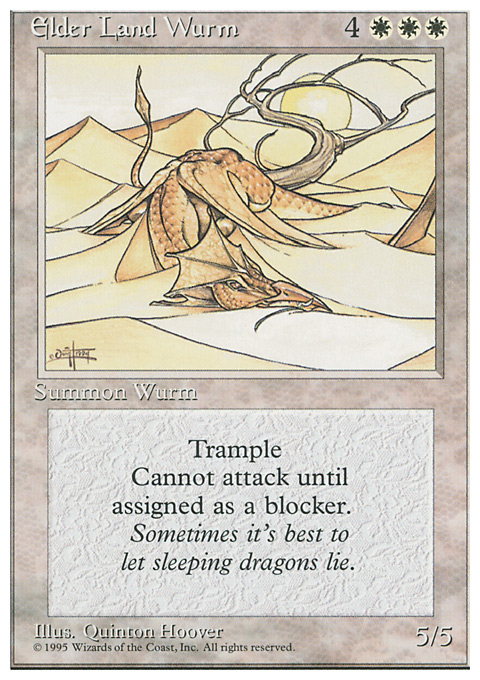 Elder Land Wurm 4
Summon Wurm
Trample
Cannot attack until
assigned as a blocker.
Sometimes it's best to
let sleeping dragons lie.
Illus. Quinton Hoover
5/5
© 1995 Wizards of the Coast, Inc. All rights reserved.